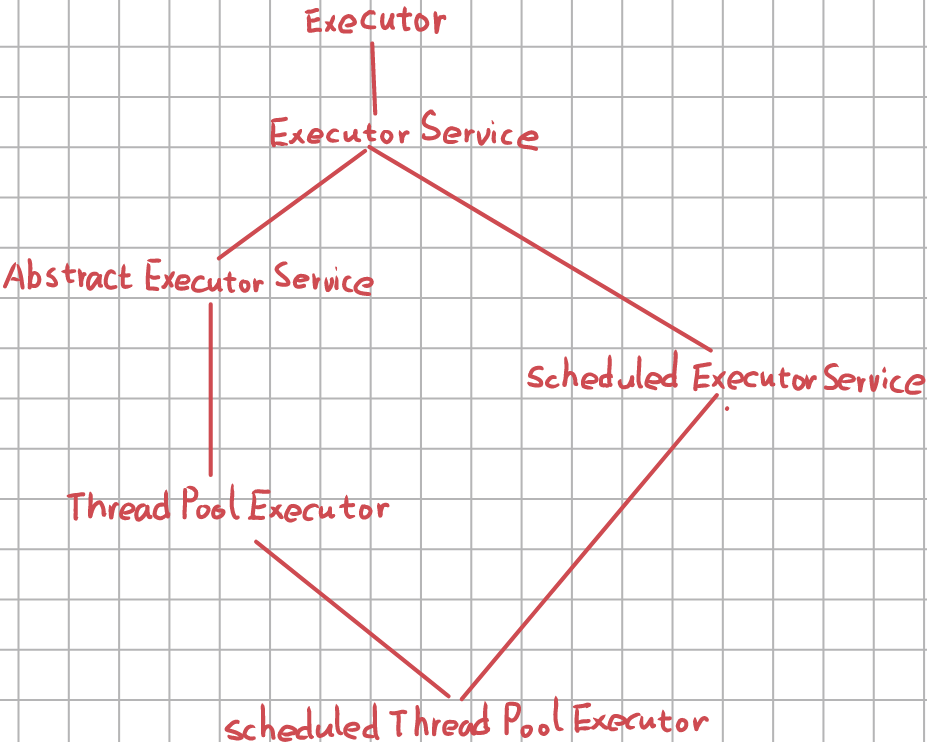 Executor
Executor Service
Abstract Executor Service
scheduled Executor Service
Thread Pool Executor
scheduled Thread Pool Executor